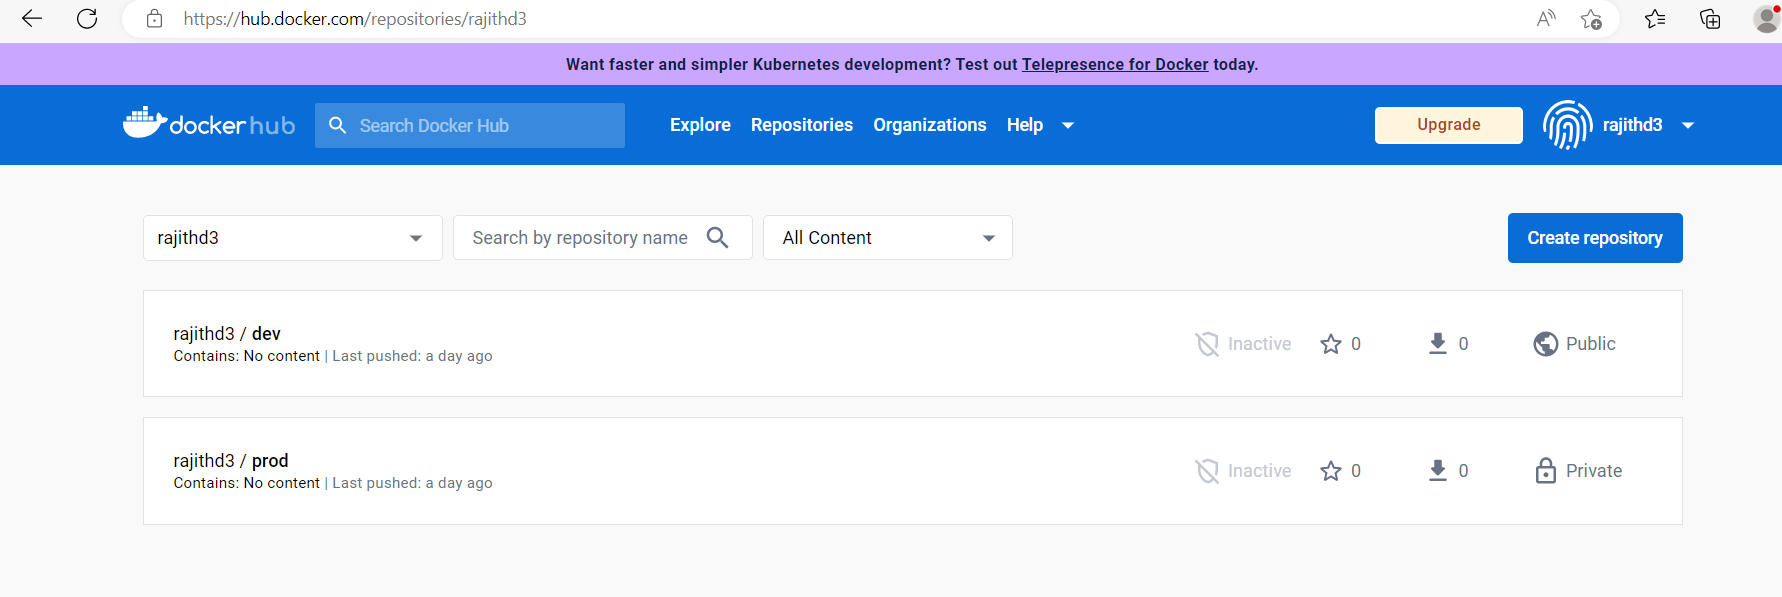 https://hub.docker.com/repositories/rajithd3
Want faster and simpler Kubernetes development? Test out Telepresence for Docker today.
docker hub Search Docker Hub Explore Repositories Organizations Help Upgrade rajithd3
rajithd3 Search by repository name All Content Create repository
rajithd3 / dev
Contains: No content | Last pushed: a day ago
Inactive 0 0 Public
rajithd3 / prod
Contains: No content | Last pushed: a day ago
Inactive 0 0 Private